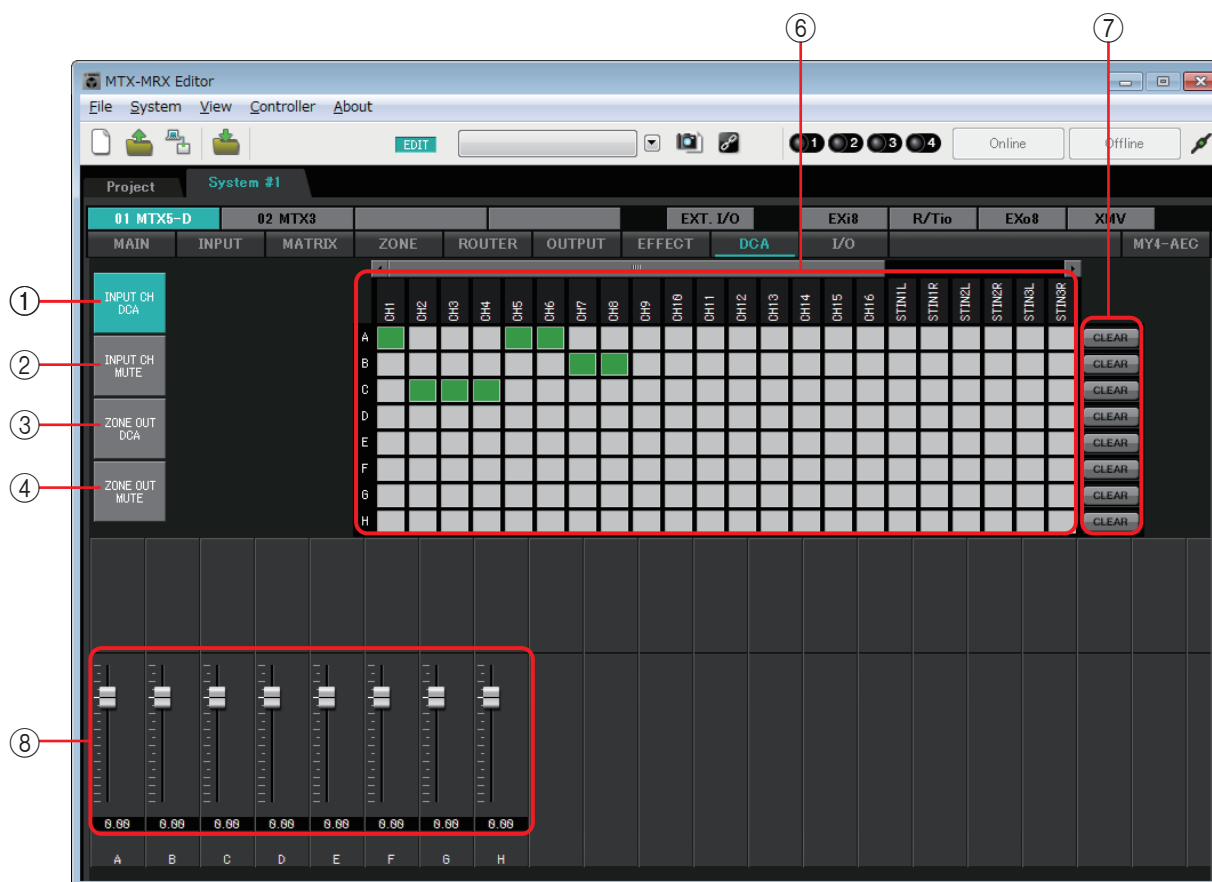 ⑥ ⑦
MTX-MRX Editor
File System View Controller About
EDIT 1 2 3 4 Online Offline
Project System #1
01 MTX5-D 02 MTX3 EXT. I/O EXi8 R/Tio EXo8 XMV
MAIN INPUT MATRIX ZONE ROUTER OUTPUT EFFECT DCA I/O MY4-AEC
① INPUT CH DCA
② INPUT CH MUTE
③ ZONE OUT DCA
④ ZONE OUT MUTE
CH1 CH2 CH3 CH4 CH5 CH6 CH7 CH8 CH9 CH10 CH11 CH12 CH13 CH14 CH15 CH16 STIN1L STIN1R STIN2L STIN2R STIN3L STIN3R
A CLEAR
B CLEAR
C CLEAR
D CLEAR
E CLEAR
F CLEAR
G CLEAR
H CLEAR
⑧
0.00 0.00 0.00 0.00 0.00 0.00 0.00 0.00
A B C D E F G H